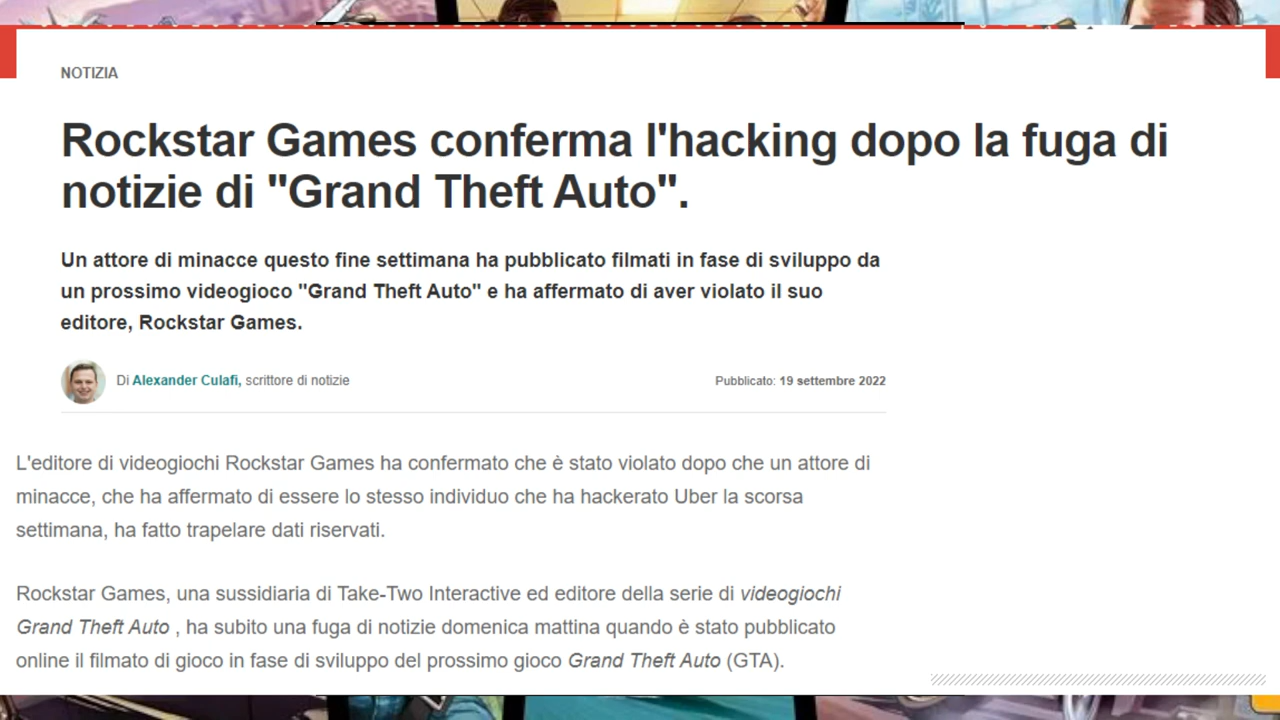 NOTIZIA
Rockstar Games conferma l'hacking dopo la fuga di
notizie di "Grand Theft Auto".
Un attore di minacce questo fine settimana ha pubblicato filmati in fase di sviluppo da
un prossimo videogioco "Grand Theft Auto" e ha affermato di aver violato il suo
editore, Rockstar Games.
Di Alexander Culafi, scrittore di notizie
Pubblicato: 19 settembre 2022
L'editore di videogiochi Rockstar Games ha confermato che è stato violato dopo che un attore di
minacce, che ha affermato di essere lo stesso individuo che ha hackerato Uber la scorsa
settimana, ha fatto trapelare dati riservati.
Rockstar Games, una sussidiaria di Take-Two Interactive ed editore della serie di videogiochi
Grand Theft Auto , ha subito una fuga di notizie domenica mattina quando è stato pubblicato
online il filmato di gioco in fase di sviluppo del prossimo gioco Grand Theft Auto (GTA).